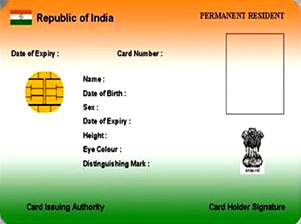 Republic of India
PERMANENT RESIDENT
Date of Expiry :
Card Number :
Name :
Date of Birth :
Sex :
Date of Expiry :
Height :
Eye Colour :
Distinguishing Mark :
Card Issuing Authority
Card Holder Signature